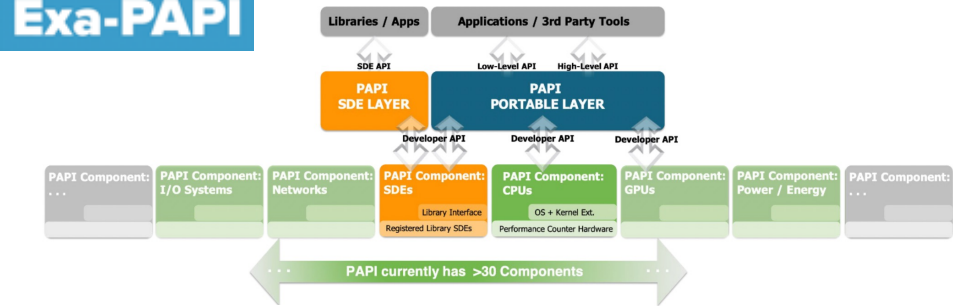 Exa-PAPI
Libraries / Apps
Applications / 3rd Party Tools
SDE API
Low-Level API
High-Level API
PAPI
SDE LAYER
PAPI
PORTABLE LAYER
Developer API
Developer API
Developer API
PAPI Component:
. . .
PAPI Component:
I/O Systems
PAPI Component:
Networks
PAPI Component:
SDEs
Library Interface
Registered Library SDEs
PAPI Component:
CPUs
OS + Kernel Ext.
Performance Counter Hardware
PAPI Component:
GPUs
PAPI Component:
Power / Energy
PAPI Component:
. . .
. . . PAPI currently has >30 Components . . .